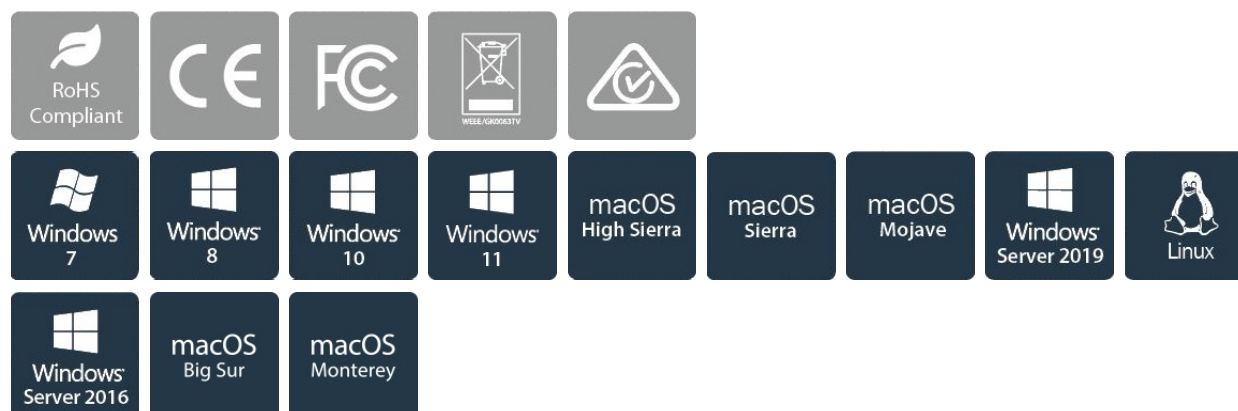 RoHS
Compliant
CE
FC
WEEE/GK0063TV
Windows
7
Windows
8
Windows
10
Windows
11
macOS
High Sierra
macOS
Sierra
macOS
Mojave
Windows
Server 2019
Linux
Windows
Server 2016
macOS
Big Sur
macOS
Monterey